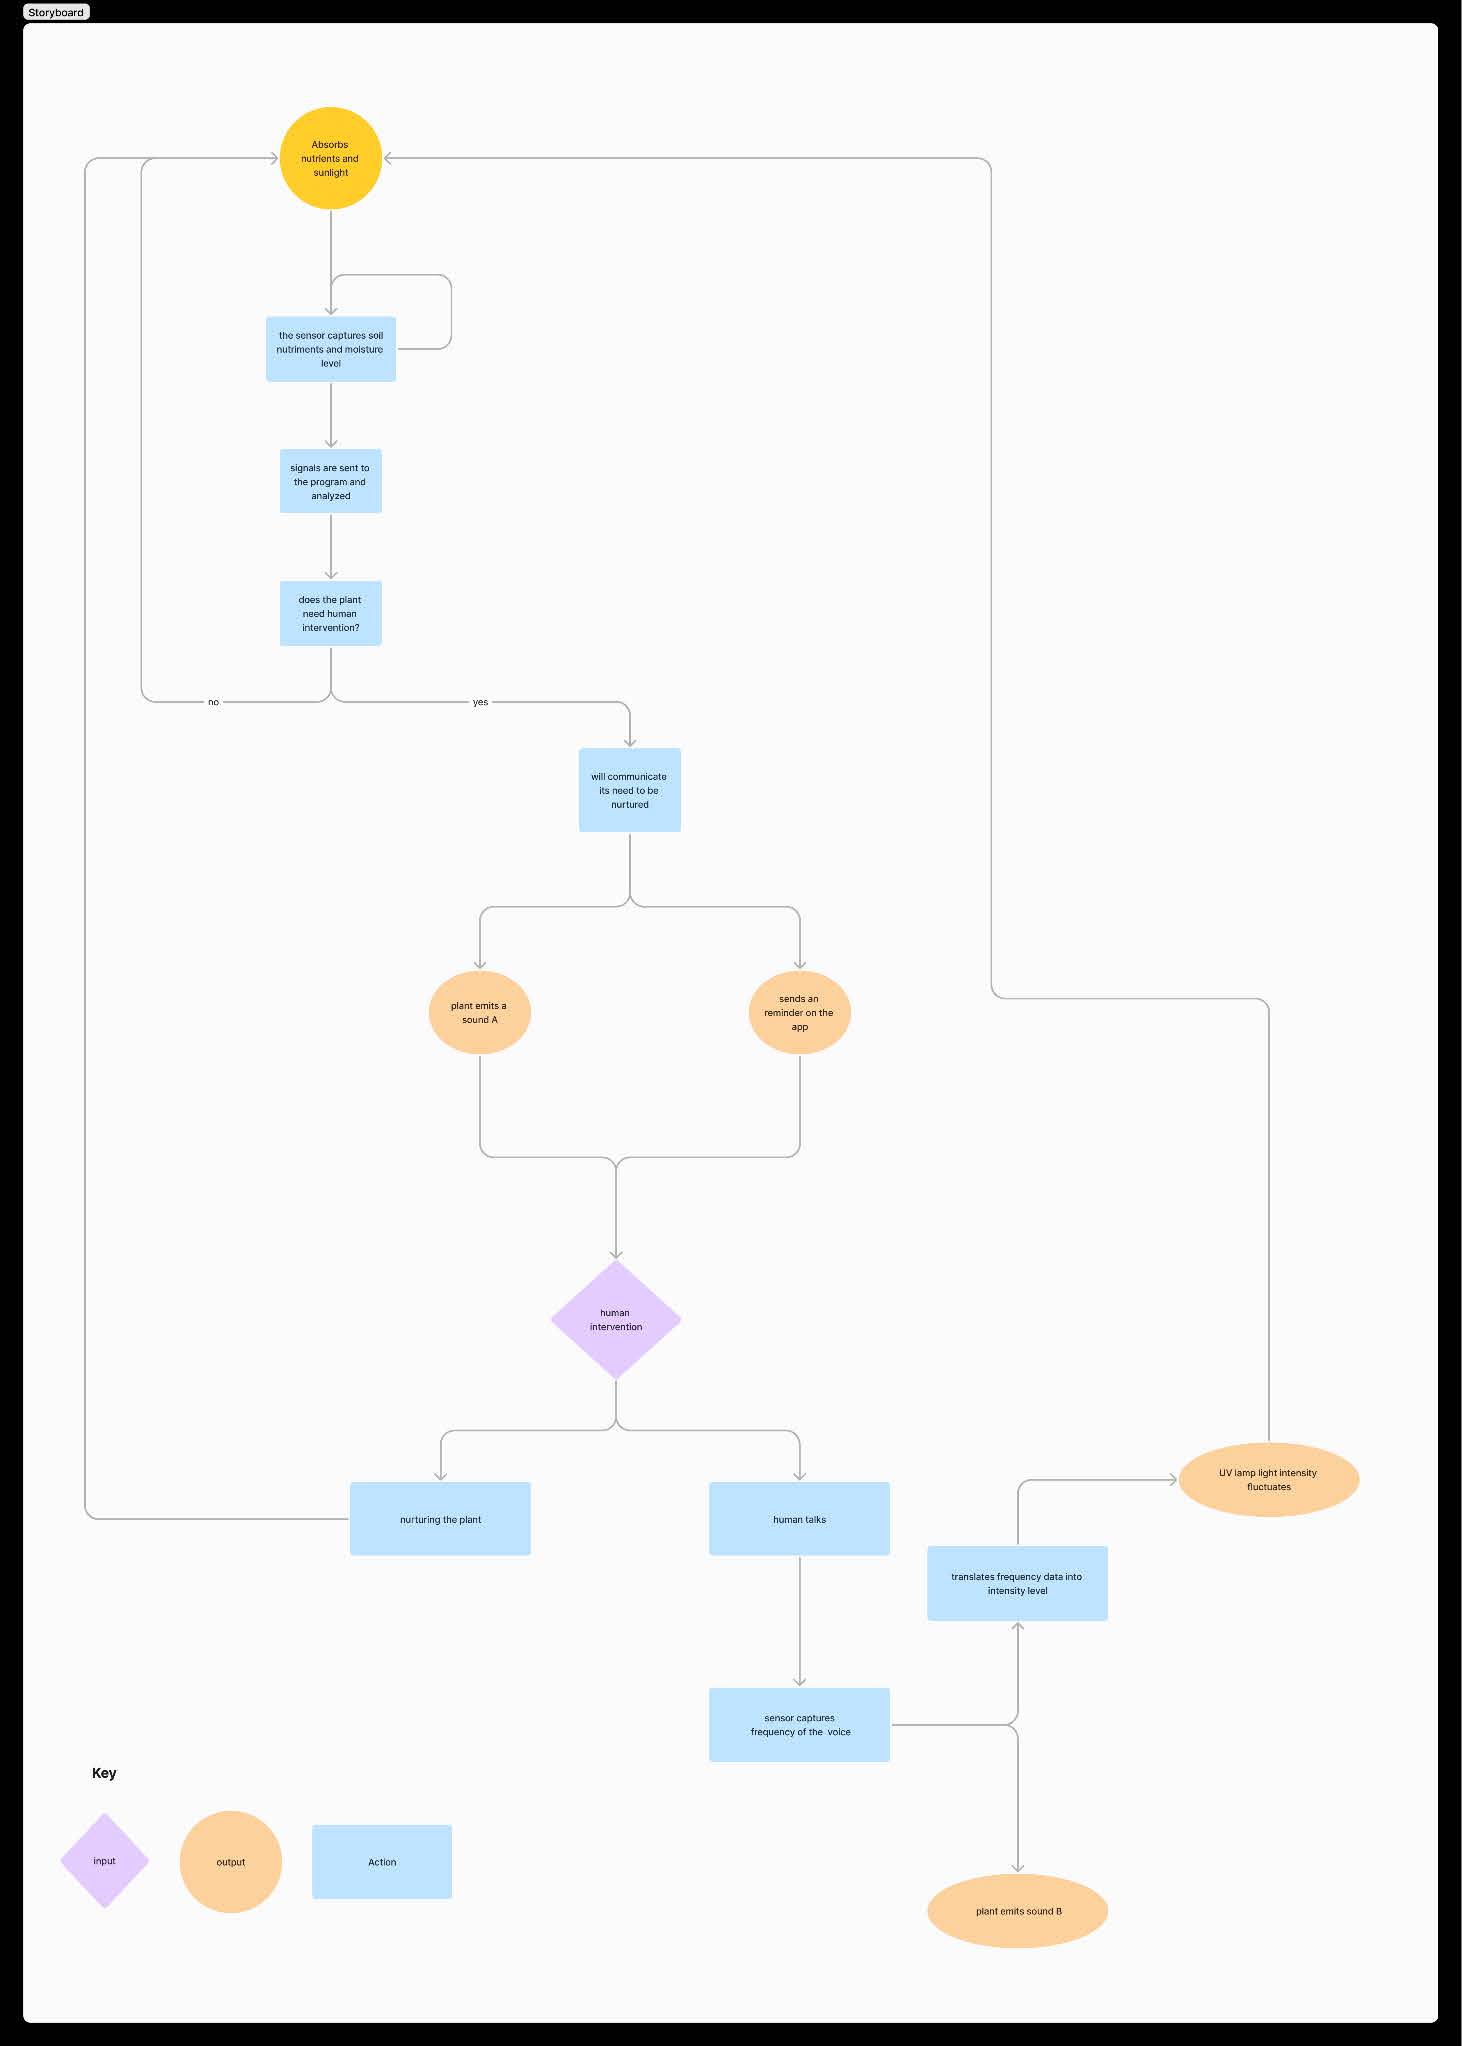 Storyboard
Absorbs
nutrients and
sunlight
the sensor captures soil
nutriments and moisture
level
signals are sent to
the program and
analyzed
does the plant
need human
intervention?
no
yes
will communicate
its need to be
nurtured
plant emits a
sound A
sends an
reminder on the
app
human
intervention
nurturing the plant
human talks
UV lamp light intensity
fluctuates
translates frequency data into
intensity level
sensor captures
frequency of the voice
plant emits sound B
Key
input
output
Action